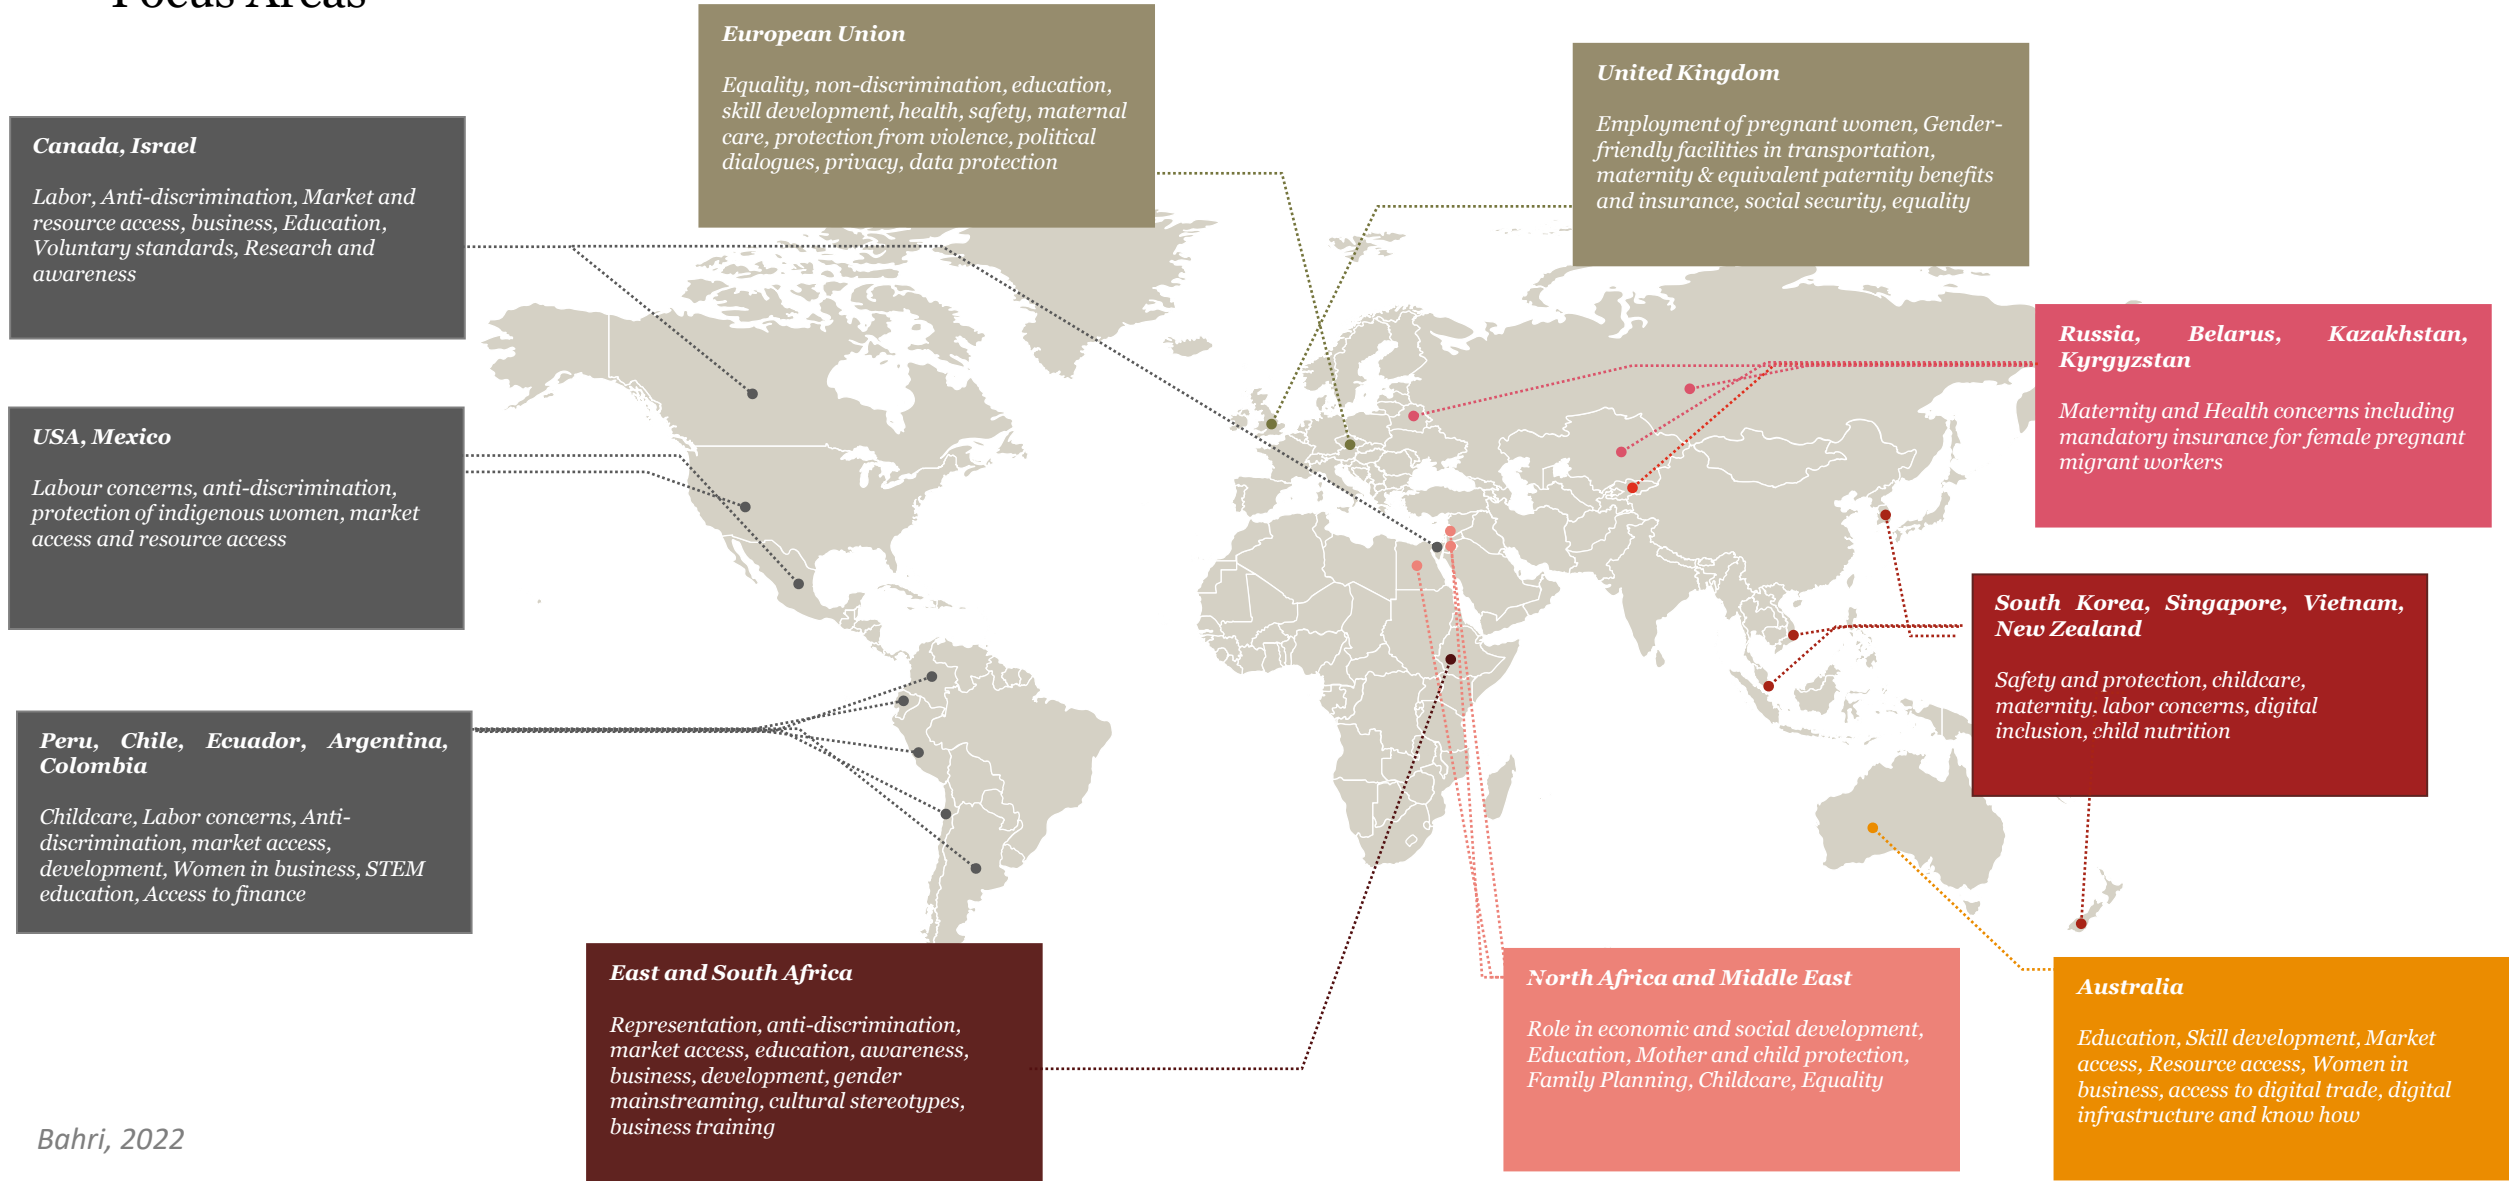 Focus Areas
European Union
Equality, non-discrimination, education,
skill development, health, safety, maternal
care, protection from violence, political
dialogues, privacy, data protection
United Kingdom
Employment of pregnant women, Gender-
friendly facilities in transportation,
maternity & equivalent paternity benefits
and insurance, social security, equality
Canada, Israel
Labor, Anti-discrimination, Market and
resource access, business, Education,
Voluntary standards, Research and
awareness
Russia, Belarus, Kazakhstan,
Kyrgyzstan
Maternity and Health concerns including
mandatory insurance for female pregnant
migrant workers
USA, Mexico
Labour concerns, anti-discrimination,
protection of indigenous women, market
access and resource access
South Korea, Singapore, Vietnam,
New Zealand
Safety and protection, childcare,
maternity, labor concerns, digital
inclusion, child nutrition
Peru, Chile, Ecuador, Argentina,
Colombia
Childcare, Labor concerns, Anti-
discrimination, market access,
development, Women in business, STEM
education, Access to finance
East and South Africa
Representation, anti-discrimination,
market access, education, awareness,
business, development, gender
mainstreaming, cultural stereotypes,
business training
North Africa and Middle East
Role in economic and social development,
Education, Mother and child protection,
Family Planning, Childcare, Equality
Australia
Education, Skill development, Market
access, Resource access, Women in
business, access to digital trade, digital
infrastructure and know how
Bahri, 2022